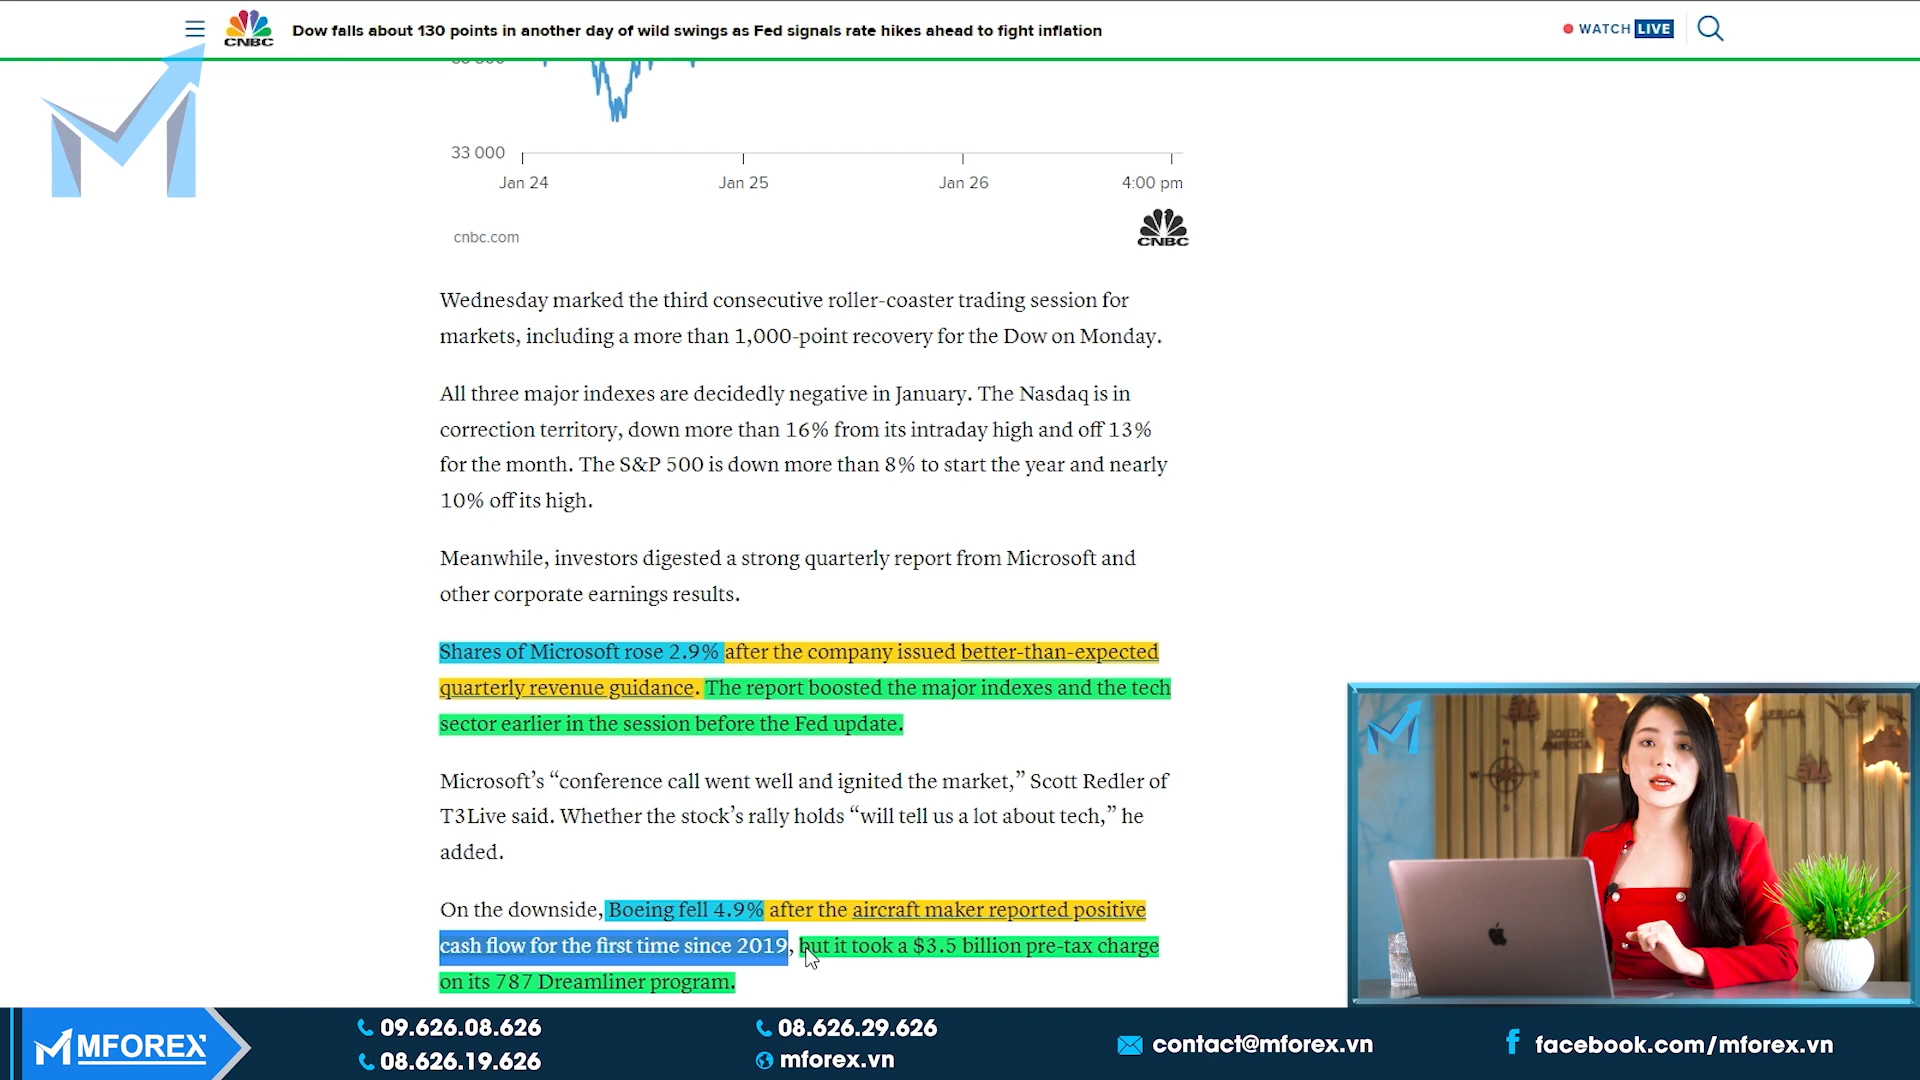 CNBC
Dow falls about 130 points in another day of wild swings as Fed signals rate hikes ahead to fight inflation
WATCH LIVE
33 000
Jan 24
Jan 25
Jan 26
4:00 pm
cnbc.com
CNBC
Wednesday marked the third consecutive roller-coaster trading session for
markets, including a more than 1,000-point recovery for the Dow on Monday.
All three major indexes are decidedly negative in January. The Nasdaq is in
correction territory, down more than 16% from its intraday high and off 13%
for the month. The S&P 500 is down more than 8% to start the year and nearly
10% off its high.
Meanwhile, investors digested a strong quarterly report from Microsoft and
other corporate earnings results.
Shares of Microsoft rose 2.9% after the company issued better-than-expected
quarterly revenue guidance. The report boosted the major indexes and the tech
sector earlier in the session before the Fed update.
Microsoft’s “conference call went well and ignited the market,” Scott Redler of
T3Live said. Whether the stock’s rally holds “will tell us a lot about tech,” he
added.
On the downside, Boeing fell 4.9% after the aircraft maker reported positive
cash flow for the first time since 2019, but it took a $3.5 billion pre-tax charge
on its 787 Dreamliner program.
SOUTH
AMERICA
AFRICA
MFOREX
09.626.08.626
08.626.19.626
08.626.29.626
mforex.vn
contact@mforex.vn
facebook.com/mforex.vn